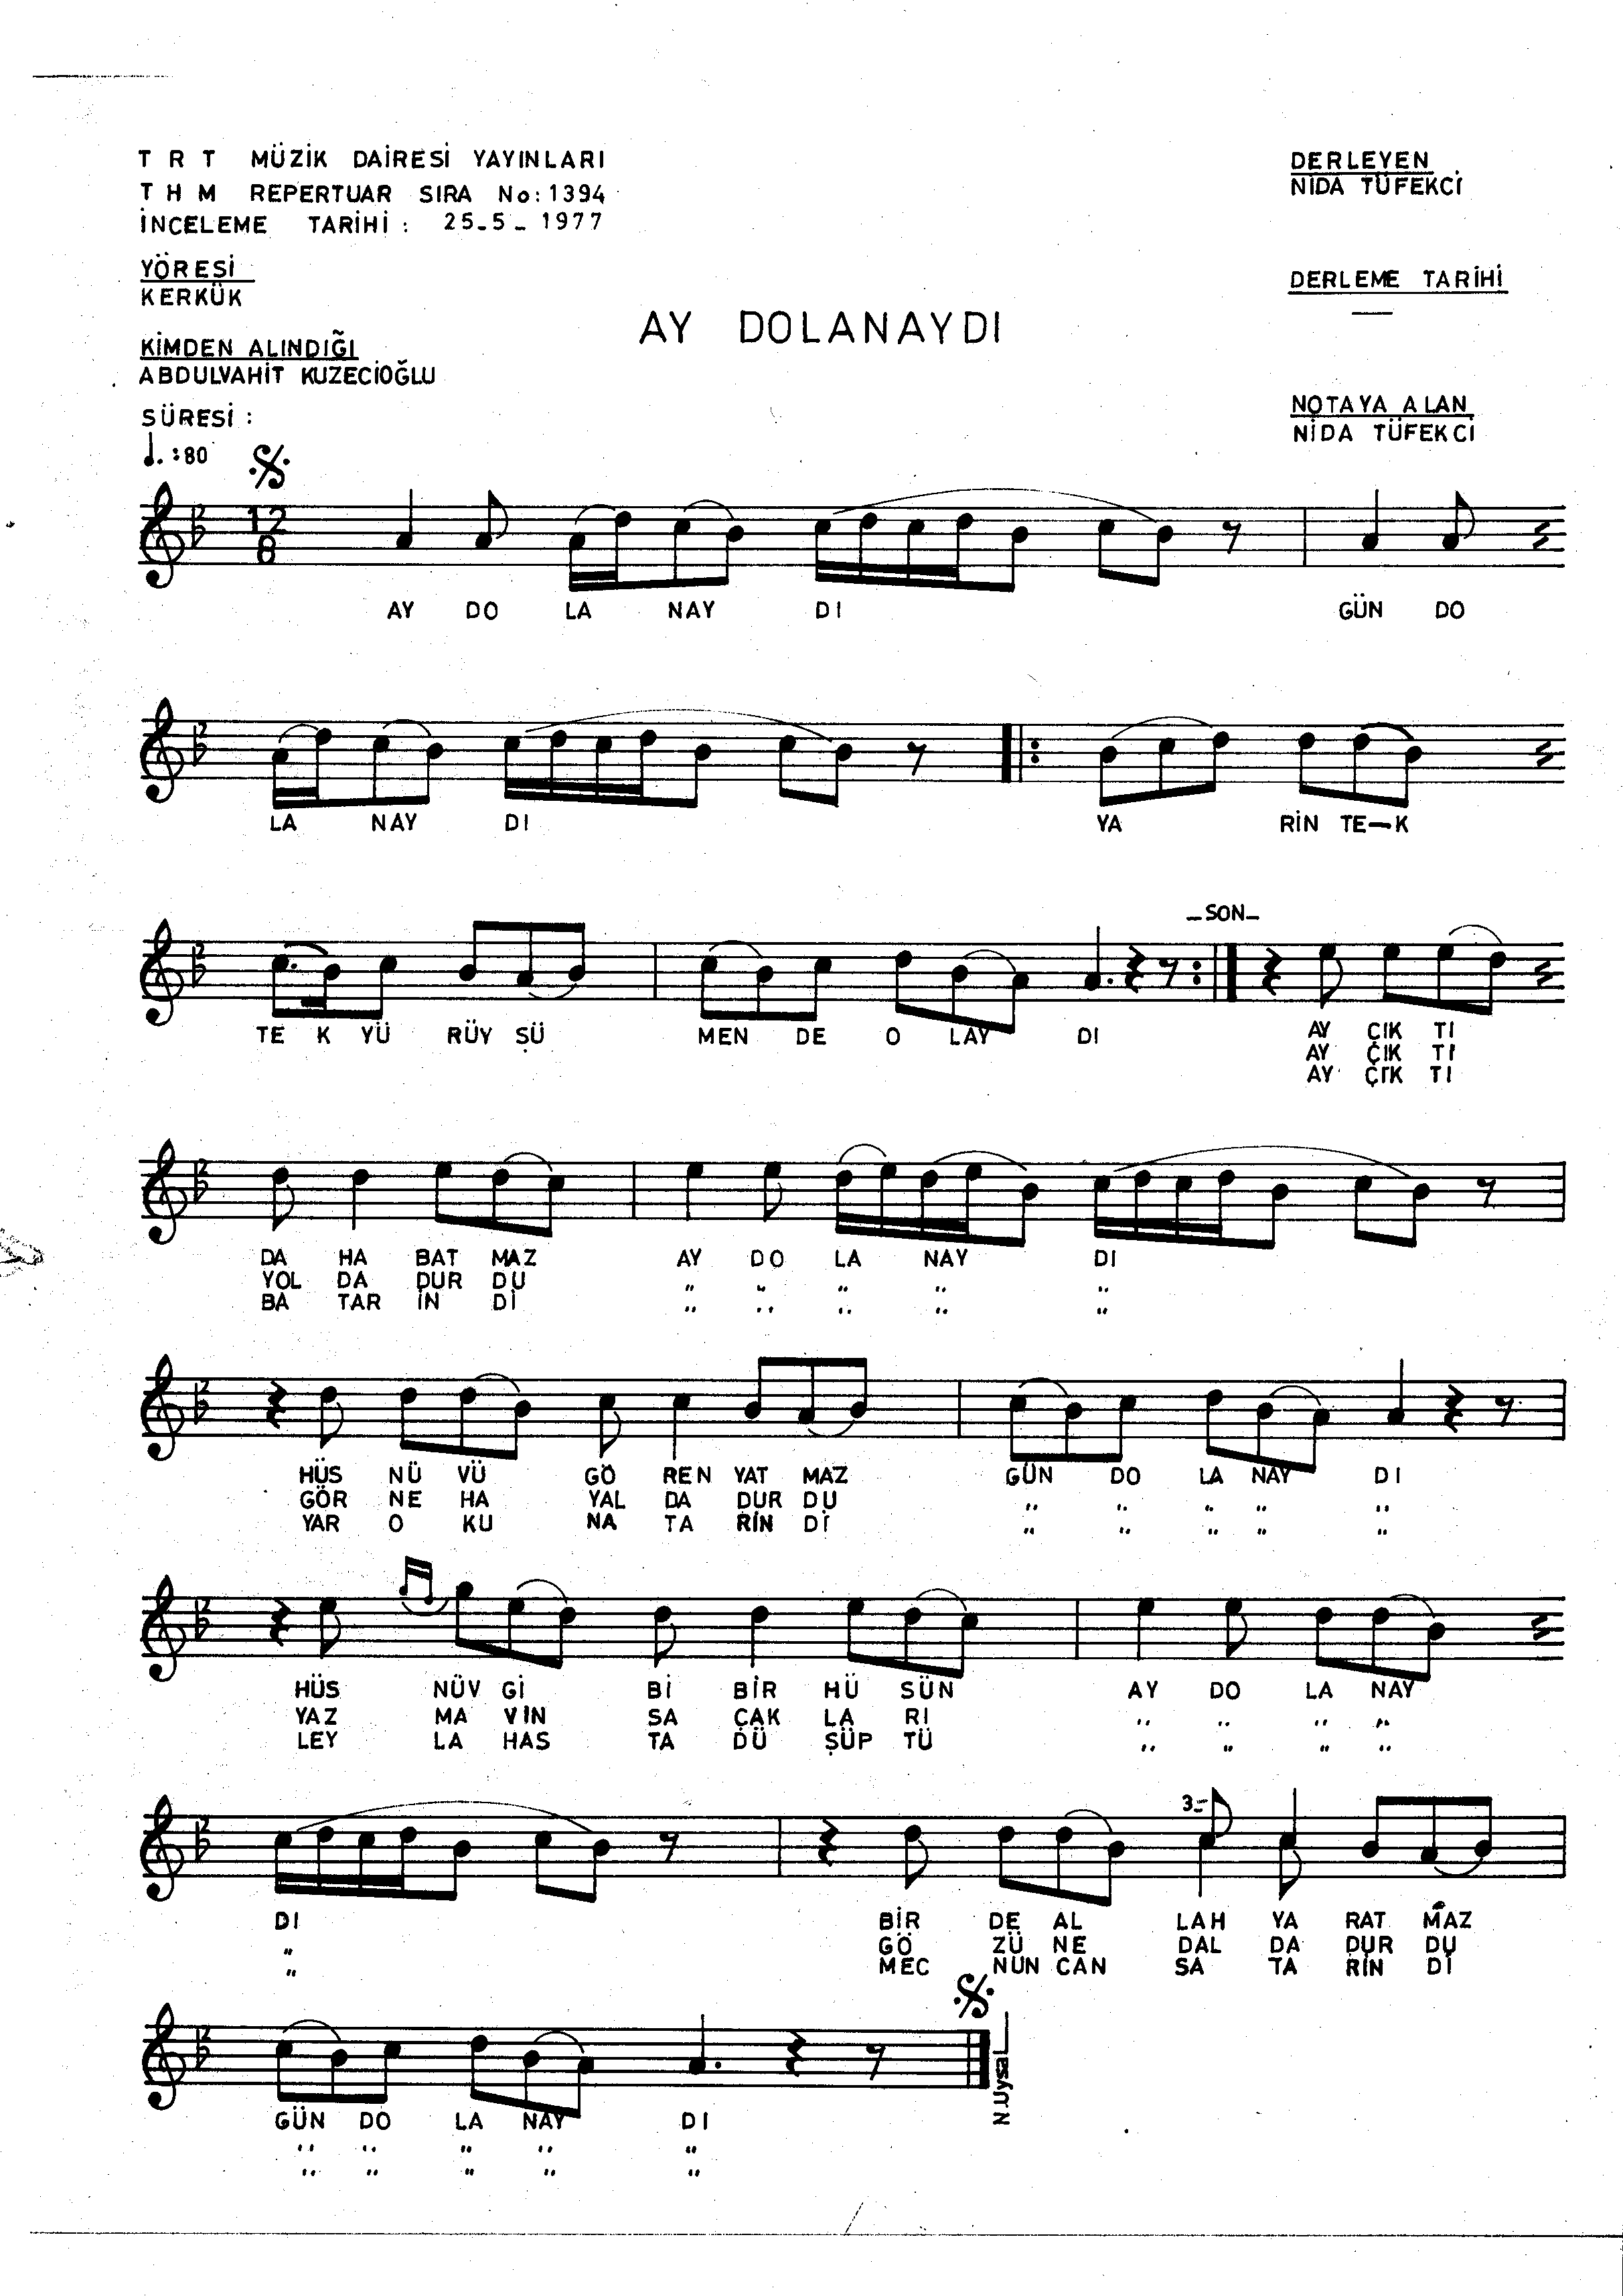 TRT MÜZİK DAİRESİ YAYINLARI
THM REPERTUAR SIRA No: 1394
İNCELEME TARİHİ : 25-5-1977
DERLEYEN
NİDA TÜFEKCİ
YÖRESİ
KERKÜK
DERLEME TARİHİ
AY DOLANAYDI
KİMDEN ALINDIĞI
ABDULVAHİT KUZECİOĞLU
NOTAYA ALAN
NİDA TÜFEKCİ
SÜRESİ :
♩. : 80
12
8
AY DO LA NAY DI GÜN DO
LA NAY DI YA RİN TE—K
-SON-
TE K YÜ RÜY ŞÜ MEN DE O LAY DI AY ÇIK TI
AY ÇIK TI
AY ÇIK TI
DA HA BAT MAZ AY DO LA NAY DI
YOL DA DUR DU " " " " "
BA TAR İN Dİ " " " " "
HÜS NÜ VÜ GÖ REN YAT MAZ GÜN DO LA NAY DI
GÖR NE HA YAL DA DUR DU " " " " "
YAR O KU NA TA RİN Dİ " " " " "
HÜS NÜV Gİ Bİ BİR HÜ SÜN AY DO LA NAY
YAZ MA VİN SA ÇAK LA RI " " " "
LEY LA HAS TA DÜ ŞÜP TÜ " " " "
3-
DI BİR DE AL LAH YA RAT MAZ
" GÖ ZÜ NE DAL DA DUR DU
" MEC NUN CAN SA TA RİN Dİ
GÜN DO LA NAY DI
" " " " "
" " " " "
N.Uysal